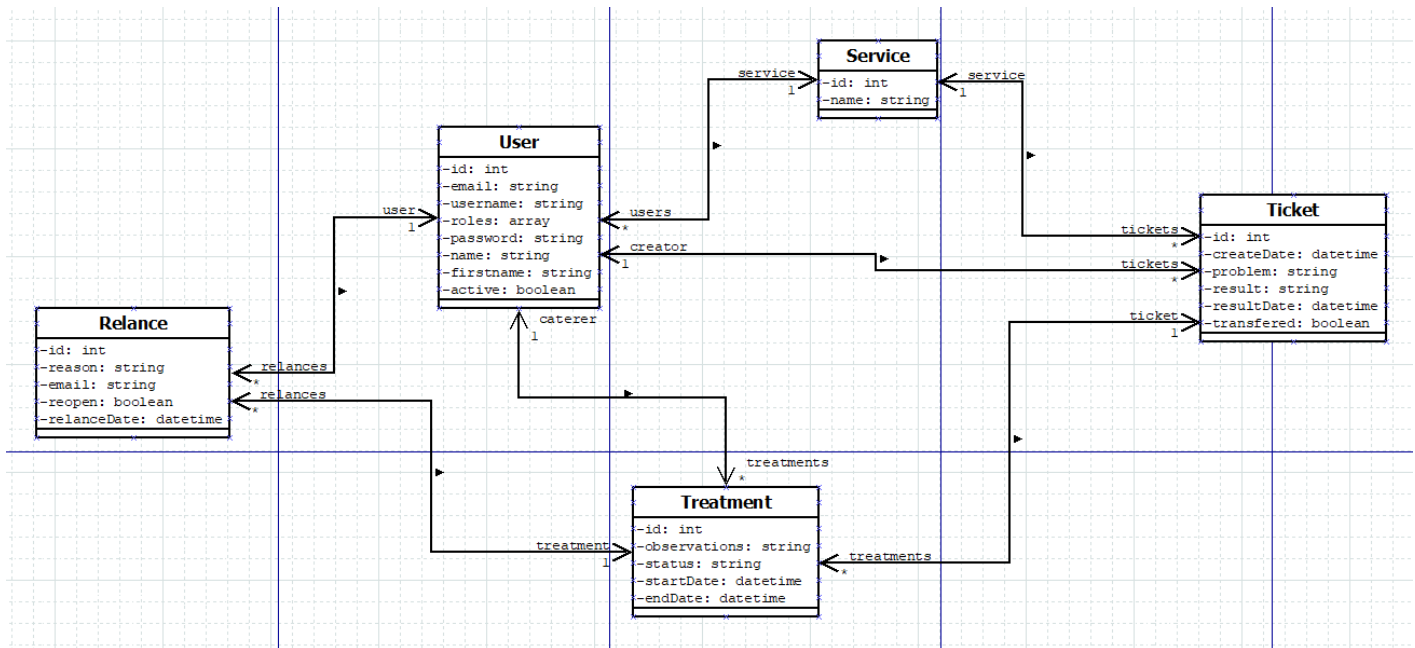 Service
-id: int
-name: string
service
1
service
1
User
-id: int
-email: string
-username: string
-roles: array
-password: string
-name: string
-firstname: string
-active: boolean
user
1
users
*
creator
1
caterer
1
Ticket
-id: int
-createDate: datetime
-problem: string
-result: string
-resultDate: datetime
-transfered: boolean
tickets
*
tickets
*
ticket
1
Relance
-id: int
-reason: string
-email: string
-reopen: boolean
-relanceDate: datetime
relances
*
relances
*
treatments
*
Treatment
-id: int
-observations: string
-status: string
-startDate: datetime
-endDate: datetime
treatment
1
treatments
*